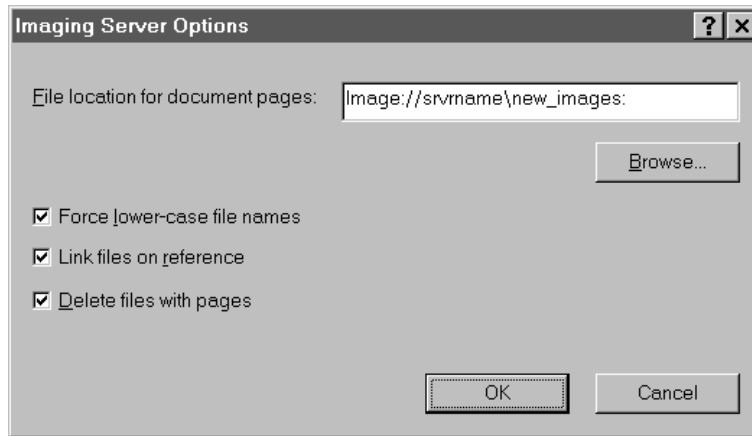 Imaging Server Options
File location for document pages: Image://srvrname\new_images:
Browse...
Force lower-case file names
Link files on reference
Delete files with pages
OK Cancel